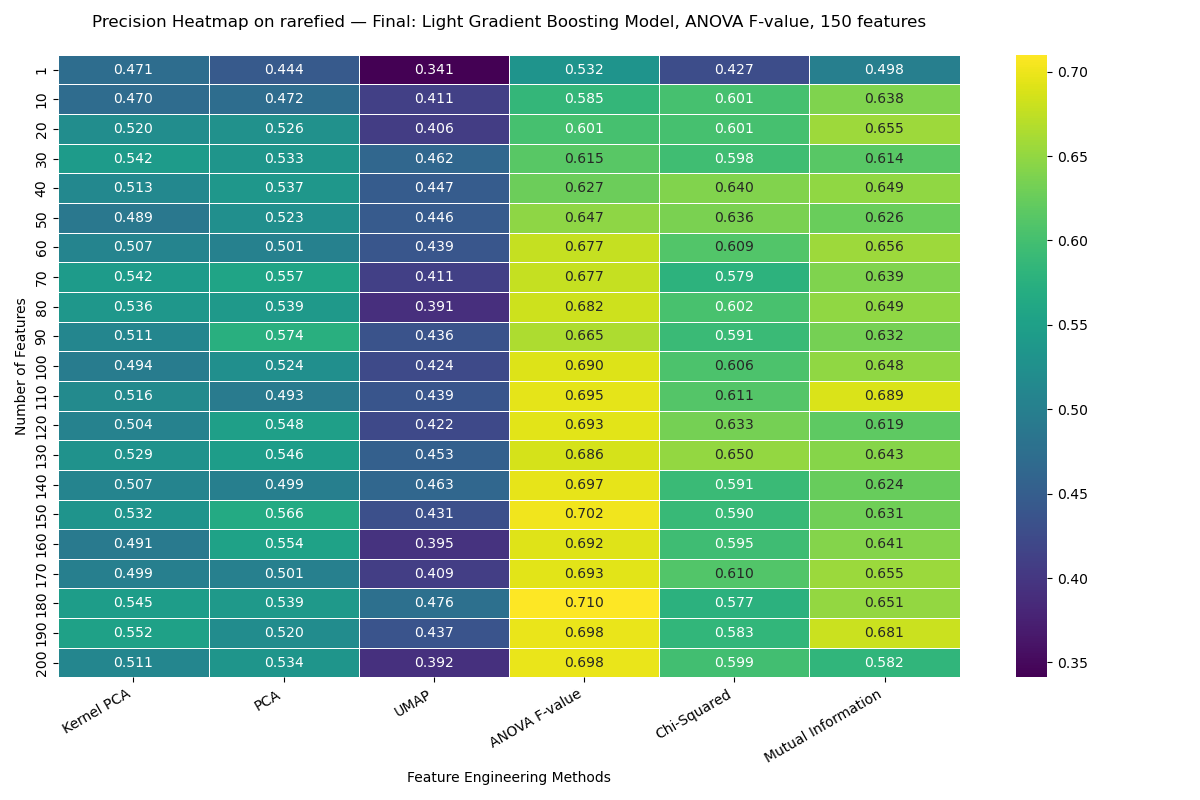 Precision Heatmap on rarefied — Final: Light Gradient Boosting Model, ANOVA F-value, 150 features
Number of Features
1 0.471 0.444 0.341 0.532 0.427 0.498
10 0.470 0.472 0.411 0.585 0.601 0.638
20 0.520 0.526 0.406 0.601 0.601 0.655
30 0.542 0.533 0.462 0.615 0.598 0.614
40 0.513 0.537 0.447 0.627 0.640 0.649
50 0.489 0.523 0.446 0.647 0.636 0.626
60 0.507 0.501 0.439 0.677 0.609 0.656
70 0.542 0.557 0.411 0.677 0.579 0.639
80 0.536 0.539 0.391 0.682 0.602 0.649
90 0.511 0.574 0.436 0.665 0.591 0.632
100 0.494 0.524 0.424 0.690 0.606 0.648
110 0.516 0.493 0.439 0.695 0.611 0.689
120 0.504 0.548 0.422 0.693 0.633 0.619
130 0.529 0.546 0.453 0.686 0.650 0.643
140 0.507 0.499 0.463 0.697 0.591 0.624
150 0.532 0.566 0.431 0.702 0.590 0.631
160 0.491 0.554 0.395 0.692 0.595 0.641
170 0.499 0.501 0.409 0.693 0.610 0.655
180 0.545 0.539 0.476 0.710 0.577 0.651
190 0.552 0.520 0.437 0.698 0.583 0.681
200 0.511 0.534 0.392 0.698 0.599 0.582
Kernel PCA PCA UMAP ANOVA F-value Chi-Squared Mutual Information
Feature Engineering Methods
0.70
0.65
0.60
0.55
0.50
0.45
0.40
0.35